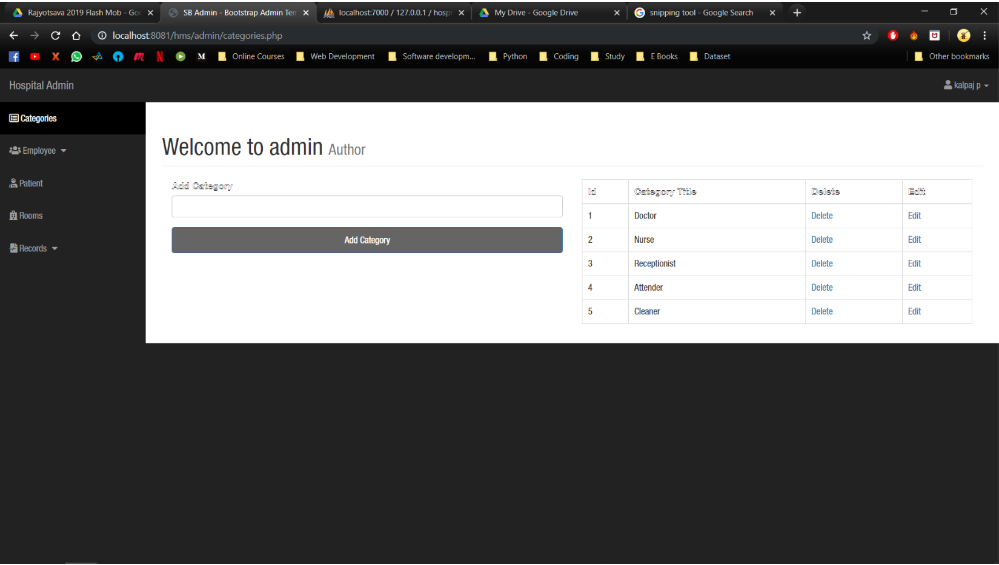 Rajyotsava 2019 Flash Mob - Goo
SB Admin - Bootstrap Admin Tem
localhost:7000 / 127.0.0.1 / hospi
My Drive - Google Drive
snipping tool - Google Search
localhost:8081/hms/admin/categories.php
Online Courses
Web Development
Software developm...
Python
Coding
Study
E Books
Dataset
Other bookmarks
Hospital Admin
kalpaj p
Categories
Employee
Patient
Rooms
Records
Welcome to admin Author
Add Category
Add Category
Id Category Title Delete Edit
1 Doctor Delete Edit
2 Nurse Delete Edit
3 Receptionist Delete Edit
4 Attender Delete Edit
5 Cleaner Delete Edit